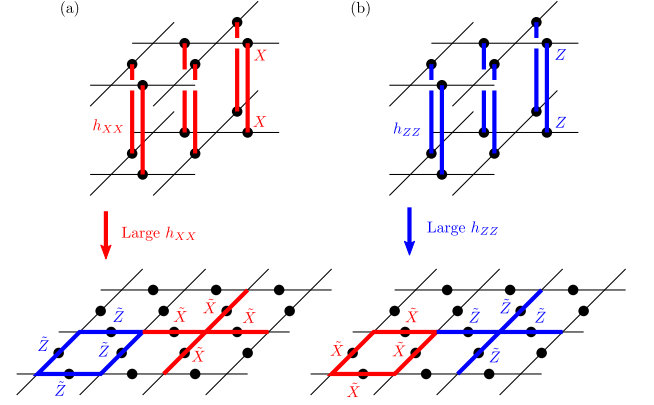 (a)
(b)
X
Z
h_{XX}
X
h_{ZZ}
Z
Large h_{XX}
Large h_{ZZ}
Z̃
X̃
X̃
X̃
X̃
Z̃
Z̃
Z̃
Z̃
Z̃
X̃
X̃
X̃
Z̃
Z̃
X̃